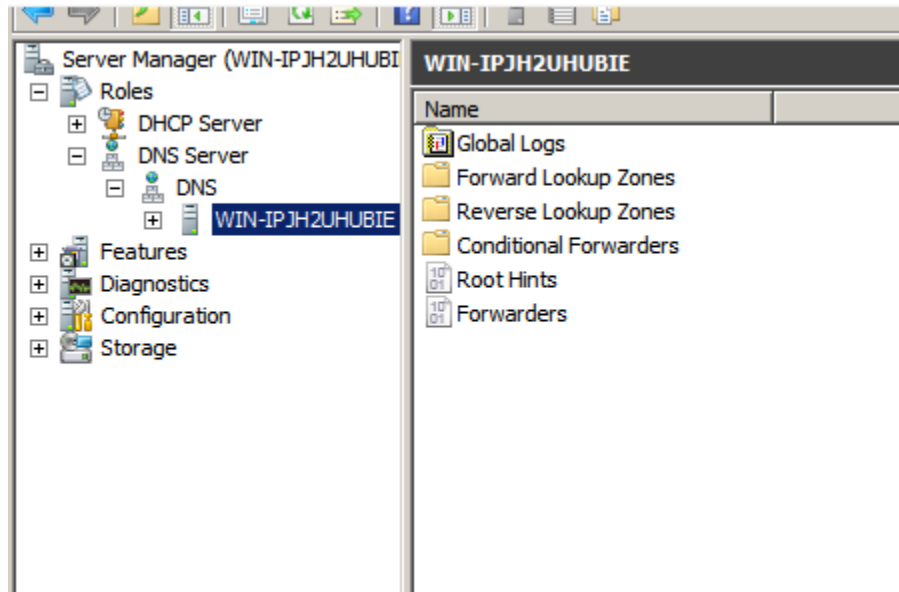 Server Manager (WIN-IPJH2UHUBI
Roles
DHCP Server
DNS Server
DNS
WIN-IPJH2UHUBIE
Features
Diagnostics
Configuration
Storage
WIN-IPJH2UHUBIE
Name
Global Logs
Forward Lookup Zones
Reverse Lookup Zones
Conditional Forwarders
Root Hints
Forwarders